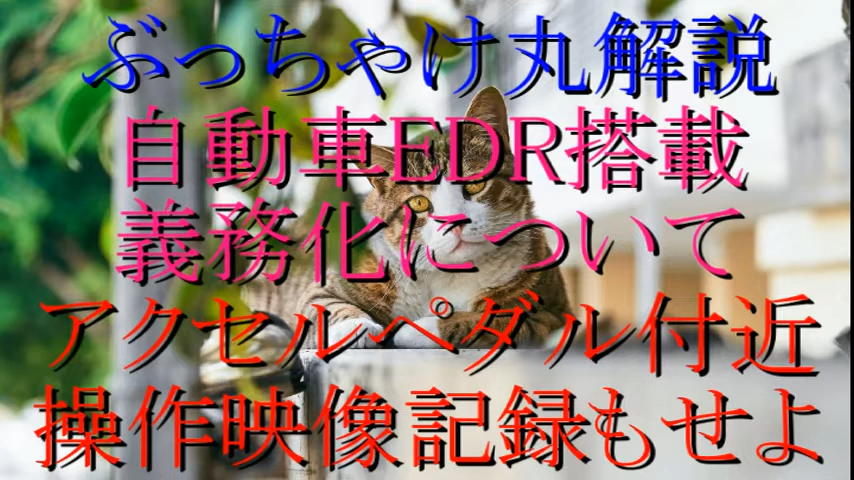 ぶっちゃけ丸解説
自動車EDR搭載
義務化について
アクセルペダル付近
操作映像記録もせよ